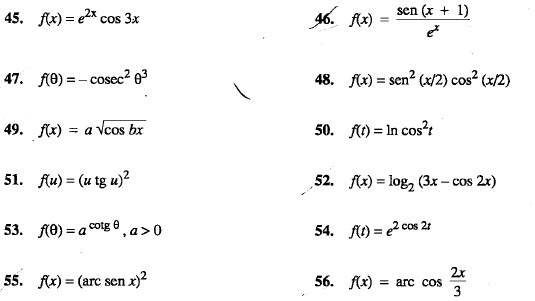 45. f(x) = e^{2x} cos 3x
46. f(x) = \frac{sen (x + 1)}{e^x}
47. f(θ) = – cosec² θ³
48. f(x) = sen² (x/2) cos² (x/2)
49. f(x) = a √(cos bx)
50. f(t) = ln cos²t
51. f(u) = (u tg u)²
52. f(x) = log₂ (3x – cos 2x)
53. f(θ) = a^{cotg θ}, a > 0
54. f(t) = e^{2 cos 2t}
55. f(x) = (arc sen x)²
56. f(x) = arc cos \frac{2x}{3}